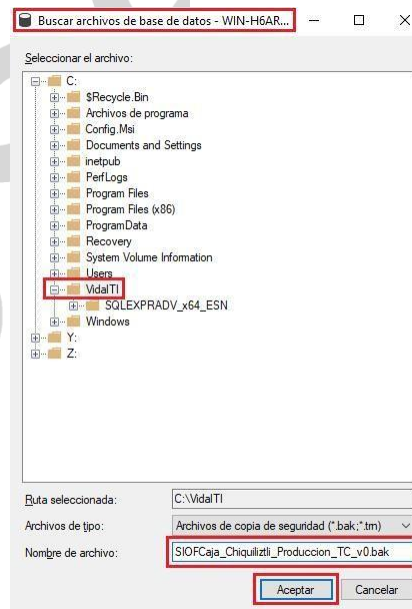 Buscar archivos de base de datos - WIN-H6AR...
Seleccionar el archivo:
C:
$Recycle.Bin
Archivos de programa
Config.Msi
Documents and Settings
inetpub
PerfLogs
Program Files
Program Files (x86)
ProgramData
Recovery
System Volume Information
Users
VidalTI
SQLEXPRADV_x64_ESN
Windows
Y:
Z:
Ruta seleccionada: C:\VidalTI
Archivos de tipo: Archivos de copia de seguridad (*.bak;*.trn)
Nombre de archivo: SIOFCaja_Chiquiliztli_Produccion_TC_v0.bak
Aceptar Cancelar